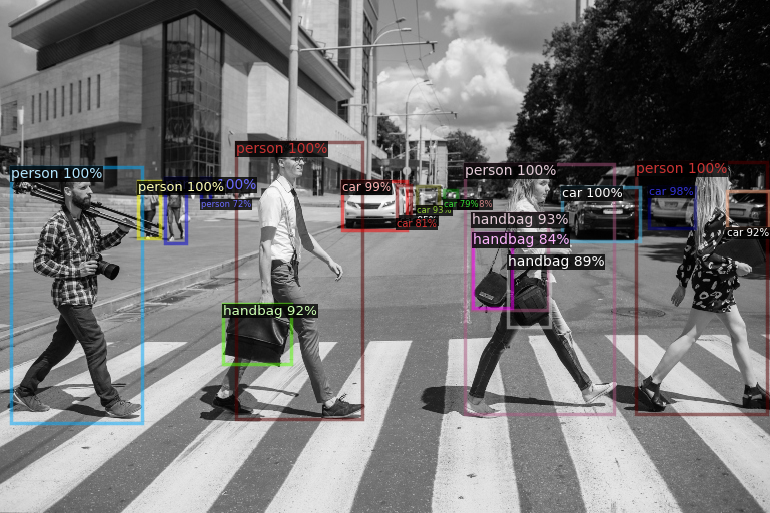 person 100%
person 100%
person 100%
person 100%
person 100%
00%
car 99%
car 100%
car 98%
person 72%
car 93%
car 79%
8%
handbag 93%
car 81%
car 92%
handbag 84%
handbag 89%
handbag 92%